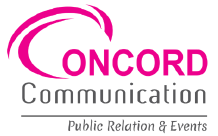 CONCORD
Communication
Public Relation & Events